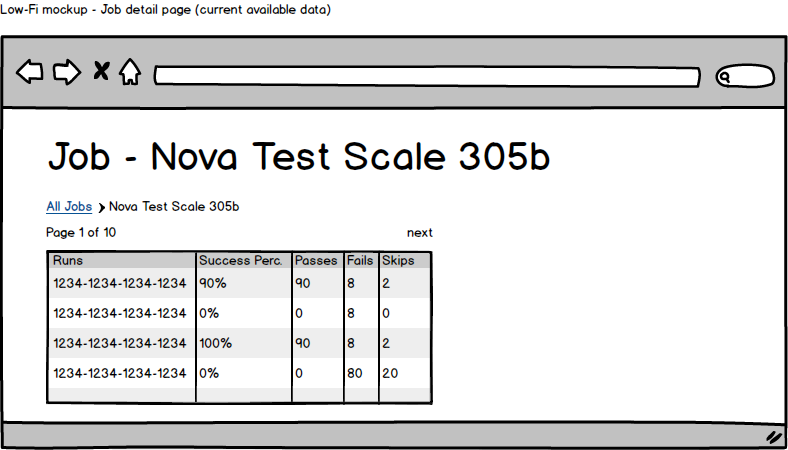 Low-Fi mockup - Job detail page (current available data)
Job - Nova Test Scale 305b
All Jobs > Nova Test Scale 305b
Page 1 of 10 next
Runs Success Perc. Passes Fails Skips
1234-1234-1234-1234 90% 90 8 2
1234-1234-1234-1234 0% 0 8 0
1234-1234-1234-1234 100% 90 8 2
1234-1234-1234-1234 0% 0 80 20